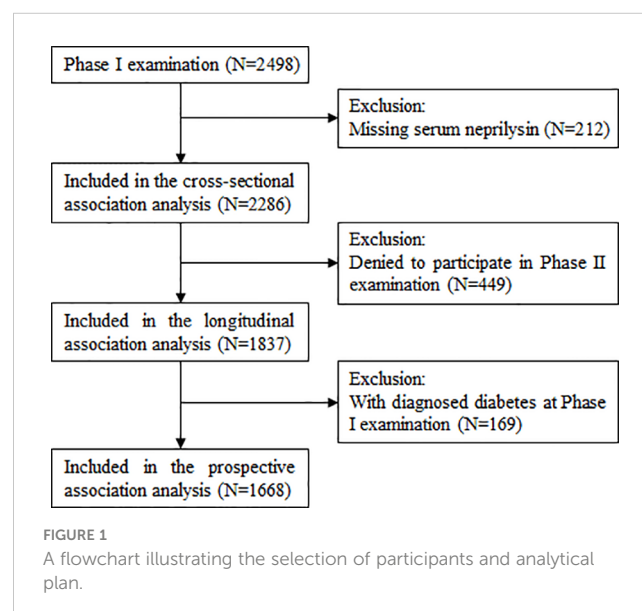 Phase I examination (N=2498)
Exclusion:
Missing serum neprilysin (N=212)
Included in the cross-sectional
association analysis (N=2286)
Exclusion:
Denied to participate in Phase II
examination (N=449)
Included in the longitudinal
association analysis (N=1837)
Exclusion:
With diagnosed diabetes at Phase
I examination (N=169)
Included in the prospective
association analysis (N=1668)
FIGURE 1
A flowchart illustrating the selection of participants and analytical
plan.